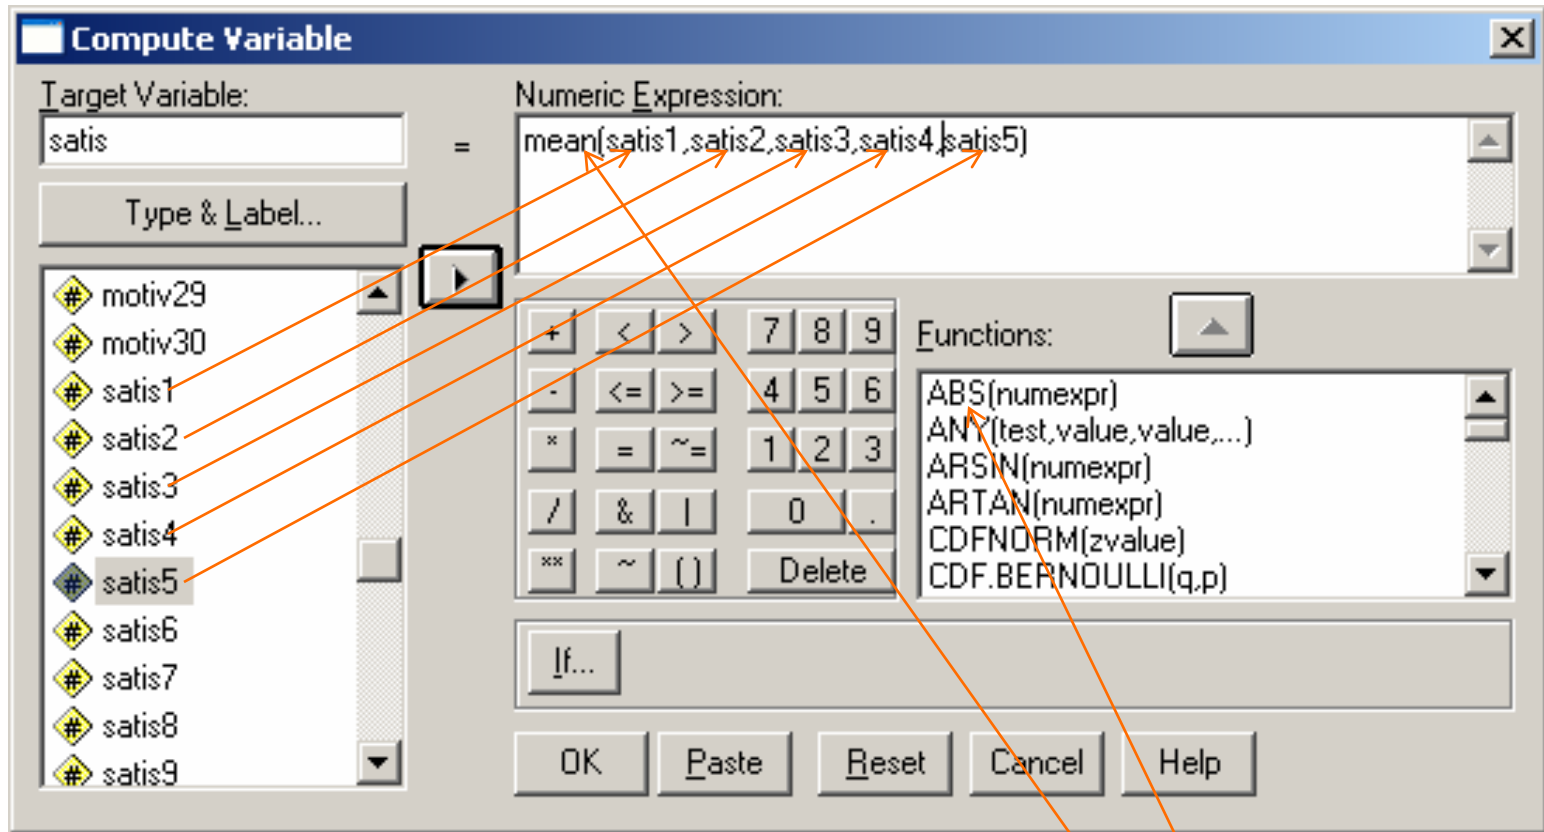 Compute Variable
Target Variable:
satis
=
Numeric Expression:
mean(satis1,satis2,satis3,satis4,satis5)
Type & Label...
motiv29
motiv30
satis1
satis2
satis3
satis4
satis5
satis6
satis7
satis8
satis9
+ < > 7 8 9
- <= >= 4 5 6
* = ~= 1 2 3
/ & | 0 .
** ~ ( ) Delete
Functions:
ABS(numexpr)
ANY(test,value,value,...)
ARSIN(numexpr)
ARTAN(numexpr)
CDFNORM(zvalue)
CDF.BERNOULLI(q,p)
If...
OK Paste Reset Cancel Help